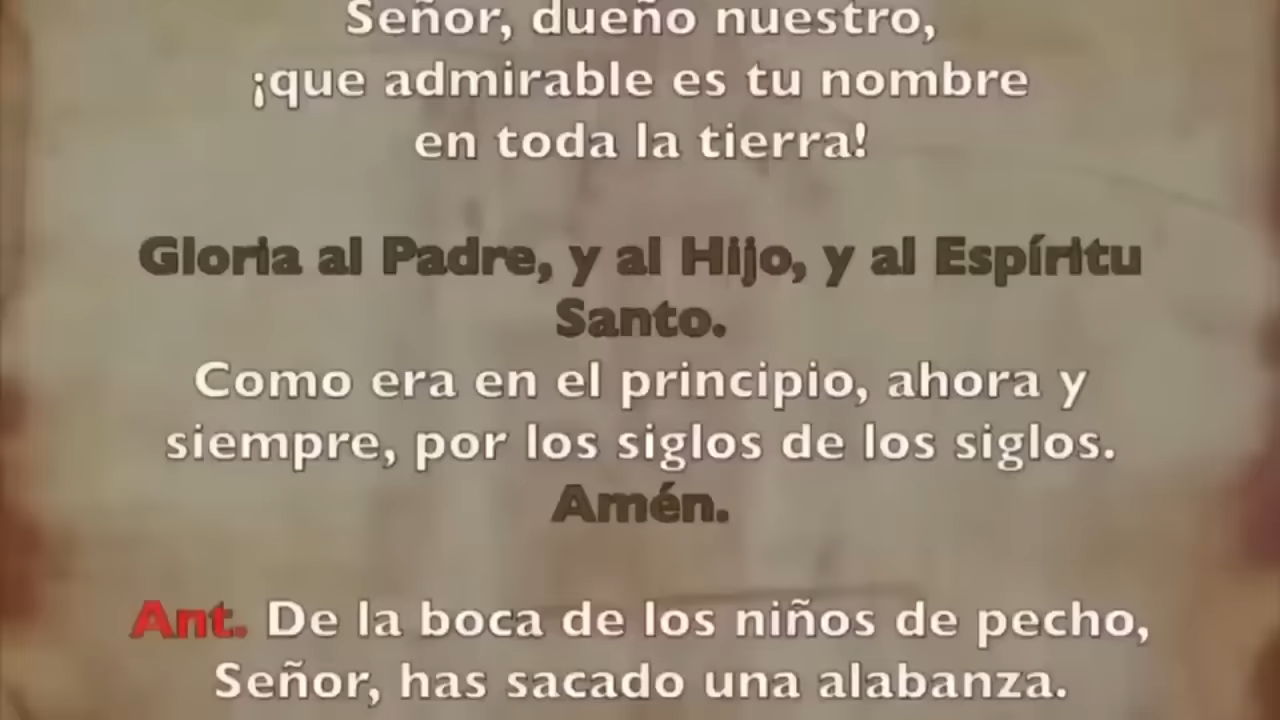 Señor, dueño nuestro,
¡que admirable es tu nombre
en toda la tierra!
Gloria al Padre, y al Hijo, y al Espíritu
Santo.
Como era en el principio, ahora y
siempre, por los siglos de los siglos.
Amén.
Ant. De la boca de los niños de pecho,
Señor, has sacado una alabanza.